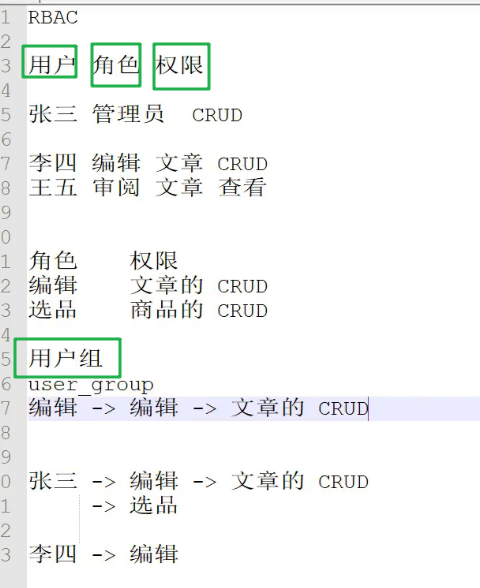 1 RBAC
2
3 用户 角色 权限
4
5 张三 管理员 CRUD
6
7 李四 编辑 文章 CRUD
8 王五 审阅 文章 查看
9
0
1 角色 权限
2 编辑 文章的 CRUD
3 选品 商品的 CRUD
4
5 用户组
6 user_group
7 编辑 -> 编辑 -> 文章的 CRUD
8
9
0 张三 -> 编辑 -> 文章的 CRUD
1 -> 选品
2
3 李四 -> 编辑